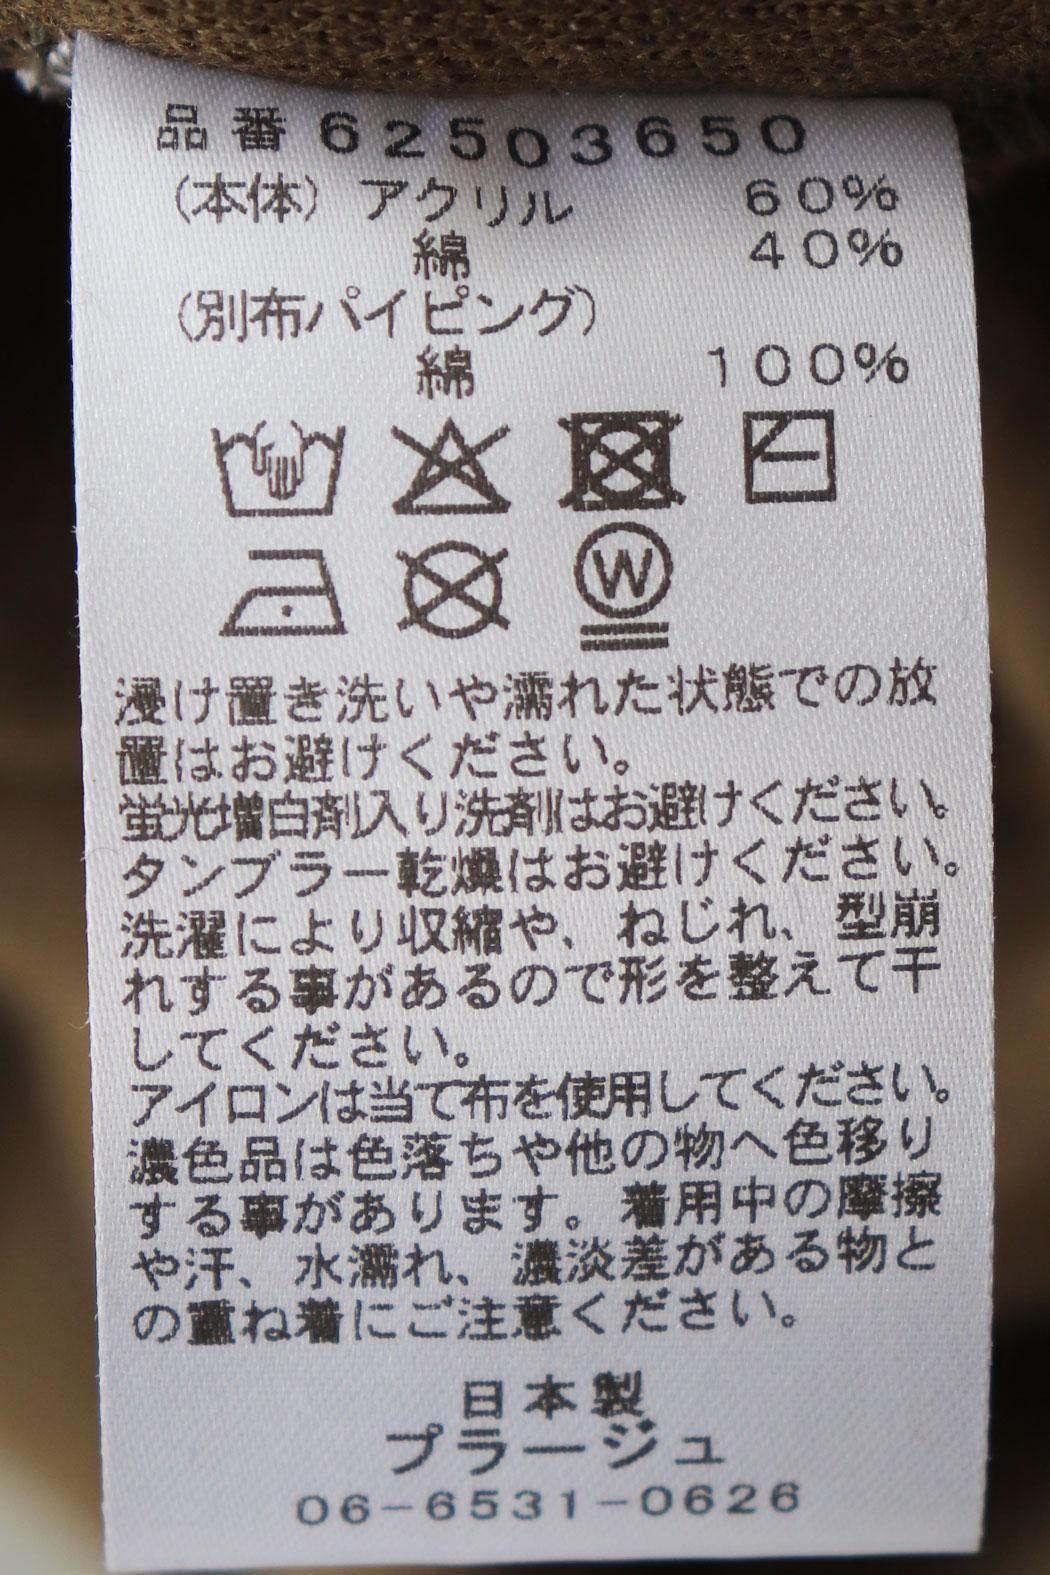 品番 62503650
(本体) アクリル 60%
綿 40%
(別布パイピング)
綿 100%
W
浸け置き洗いや濡れた状態での放
置はお避けください。
蛍光増白剤入り洗剤はお避けください。
タンブラー乾燥はお避けください。
洗濯により収縮や、ねじれ、型崩
れする事があるので形を整えて干
してください。
アイロンは当て布を使用してください。
濃色品は色落ちや他の物へ色移り
する事があります。着用中の摩擦
や汗、水濡れ、濃淡差がある物と
の重ね着にご注意ください。
日本製
プラージュ
06-6531-0626